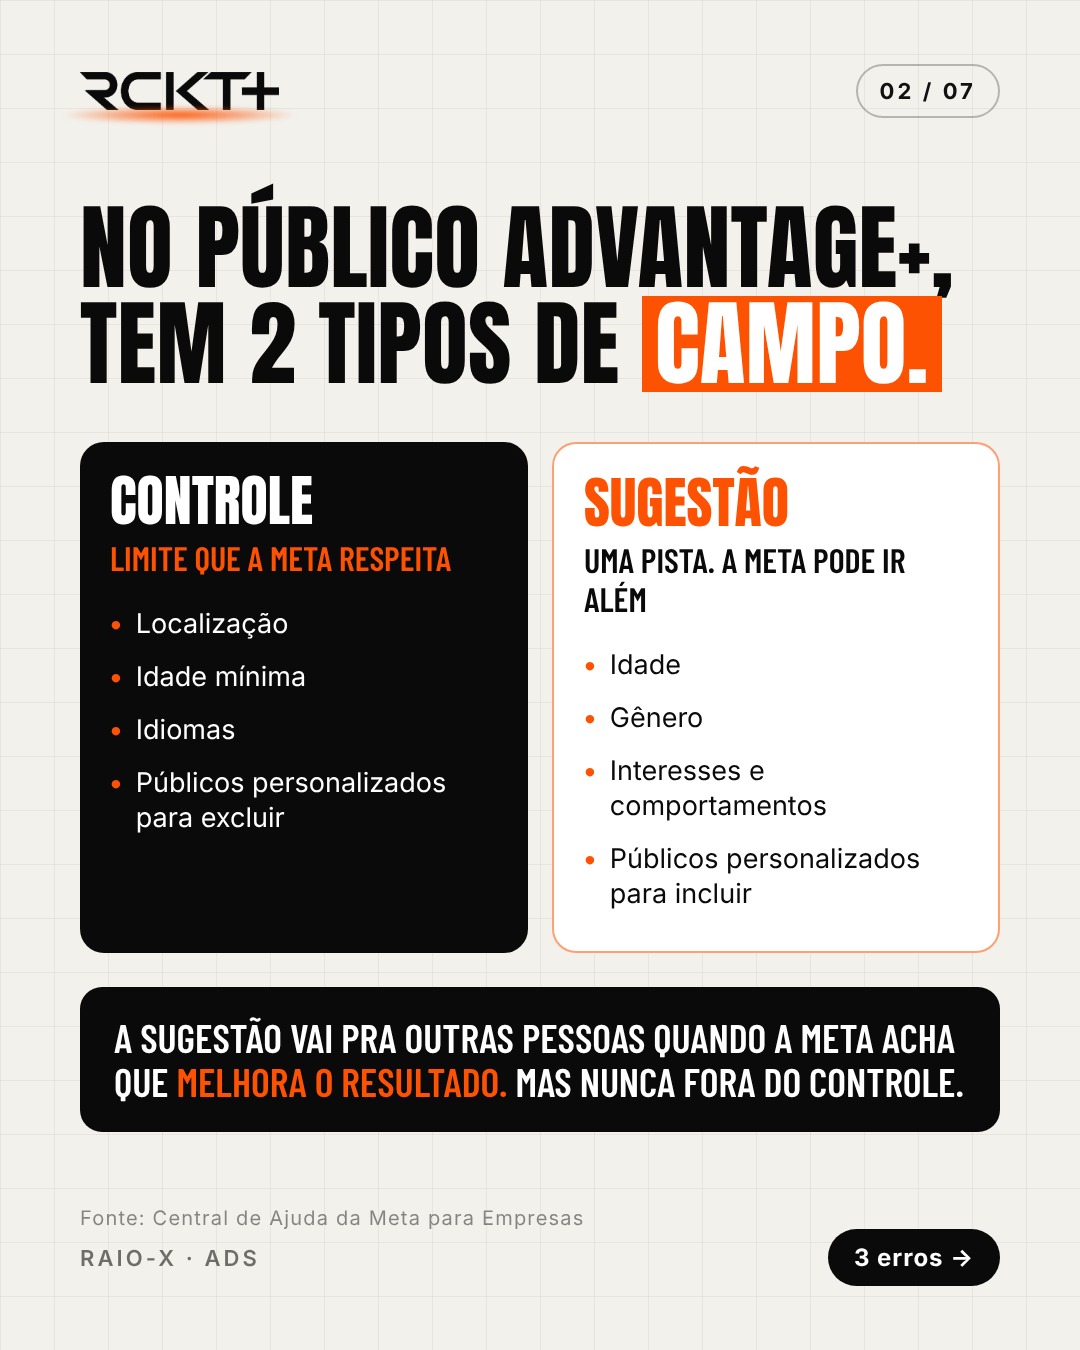 RCKT+
02 / 07
NO PÚBLICO ADVANTAGE+,
TEM 2 TIPOS DE CAMPO.
CONTROLE
LIMITE QUE A META RESPEITA
• Localização
• Idade mínima
• Idiomas
• Públicos personalizados
para excluir
SUGESTÃO
UMA PISTA. A META PODE IR
ALÉM
• Idade
• Gênero
• Interesses e
comportamentos
• Públicos personalizados
para incluir
A SUGESTÃO VAI PRA OUTRAS PESSOAS QUANDO A META ACHA
QUE MELHORA O RESULTADO. MAS NUNCA FORA DO CONTROLE.
Fonte: Central de Ajuda da Meta para Empresas
RAIO-X · ADS
3 erros →